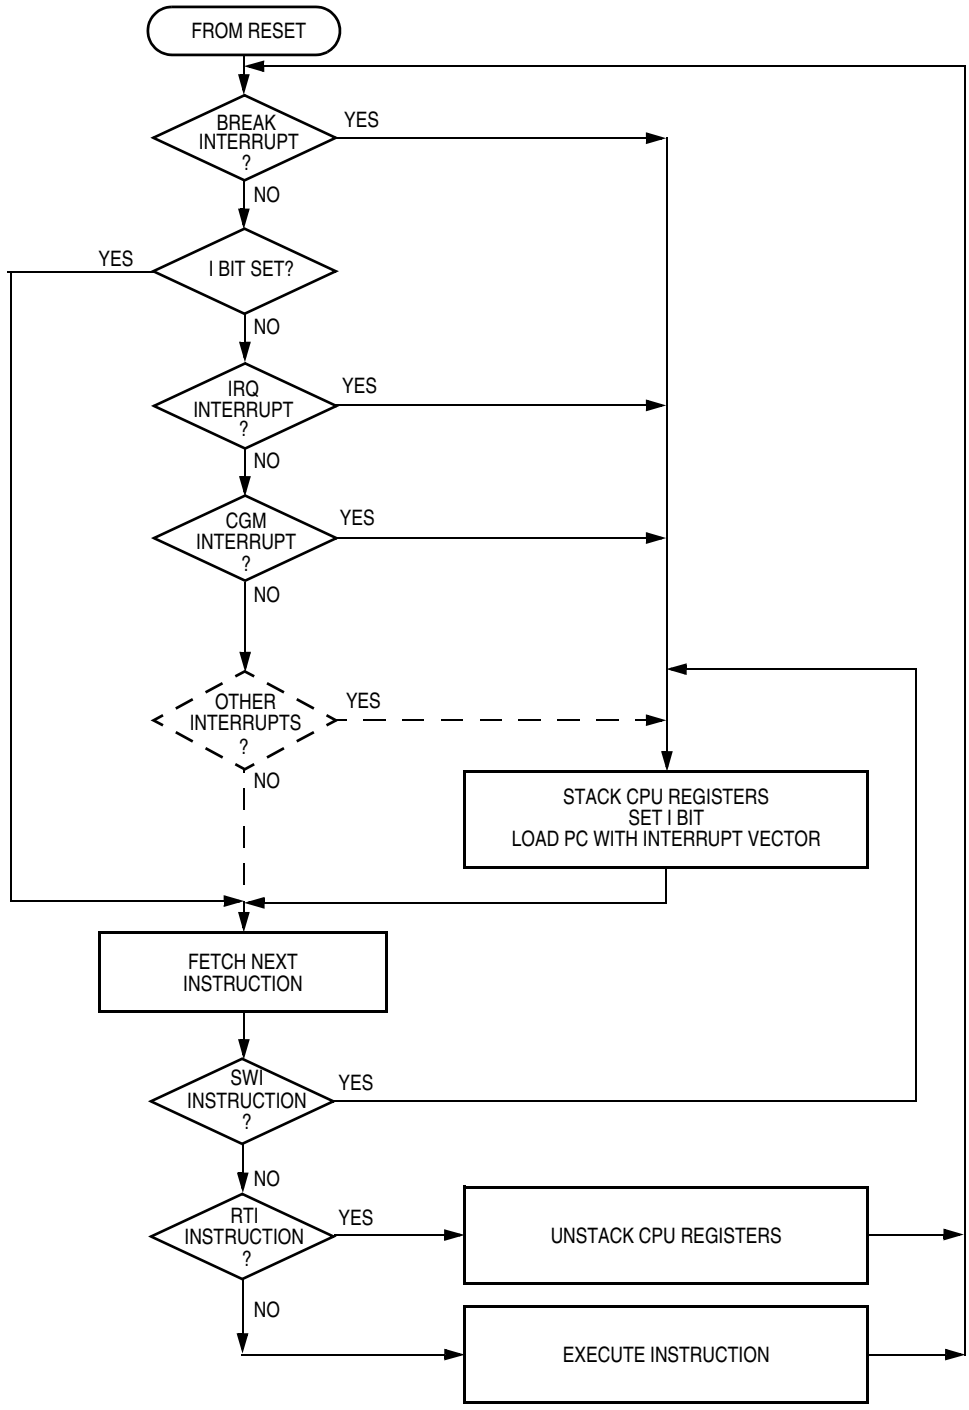 FROM RESET
BREAK
INTERRUPT
?
YES
NO
I BIT SET?
YES
NO
IRQ
INTERRUPT
?
YES
NO
CGM
INTERRUPT
?
YES
NO
OTHER
INTERRUPTS
?
YES
NO
STACK CPU REGISTERS
SET I BIT
LOAD PC WITH INTERRUPT VECTOR
FETCH NEXT
INSTRUCTION
SWI
INSTRUCTION
?
YES
NO
RTI
INSTRUCTION
?
YES
UNSTACK CPU REGISTERS
NO
EXECUTE INSTRUCTION